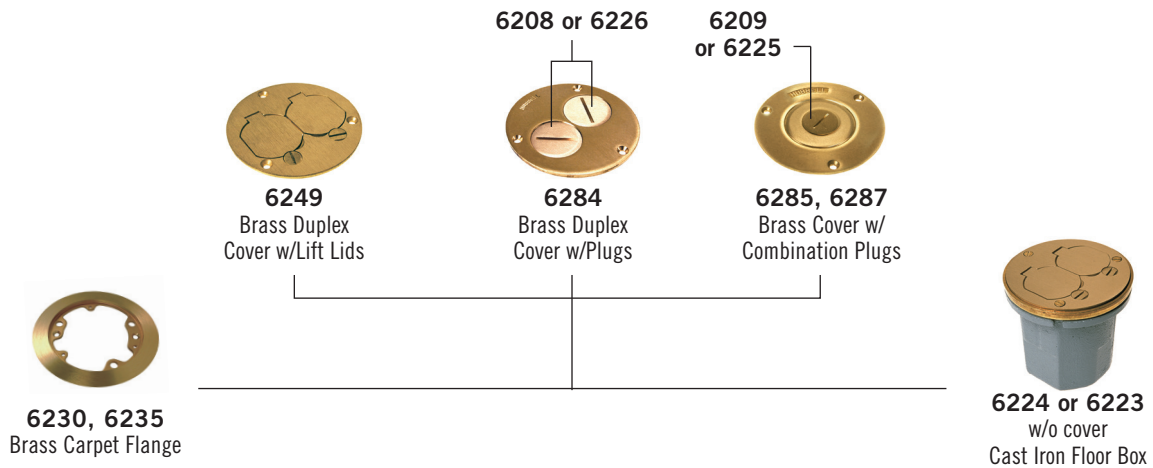 6208 or 6226
6209
or 6225
6249
Brass Duplex
Cover w/Lift Lids
6284
Brass Duplex
Cover w/Plugs
6285, 6287
Brass Cover w/
Combination Plugs
6230, 6235
Brass Carpet Flange
6224 or 6223
w/o cover
Cast Iron Floor Box